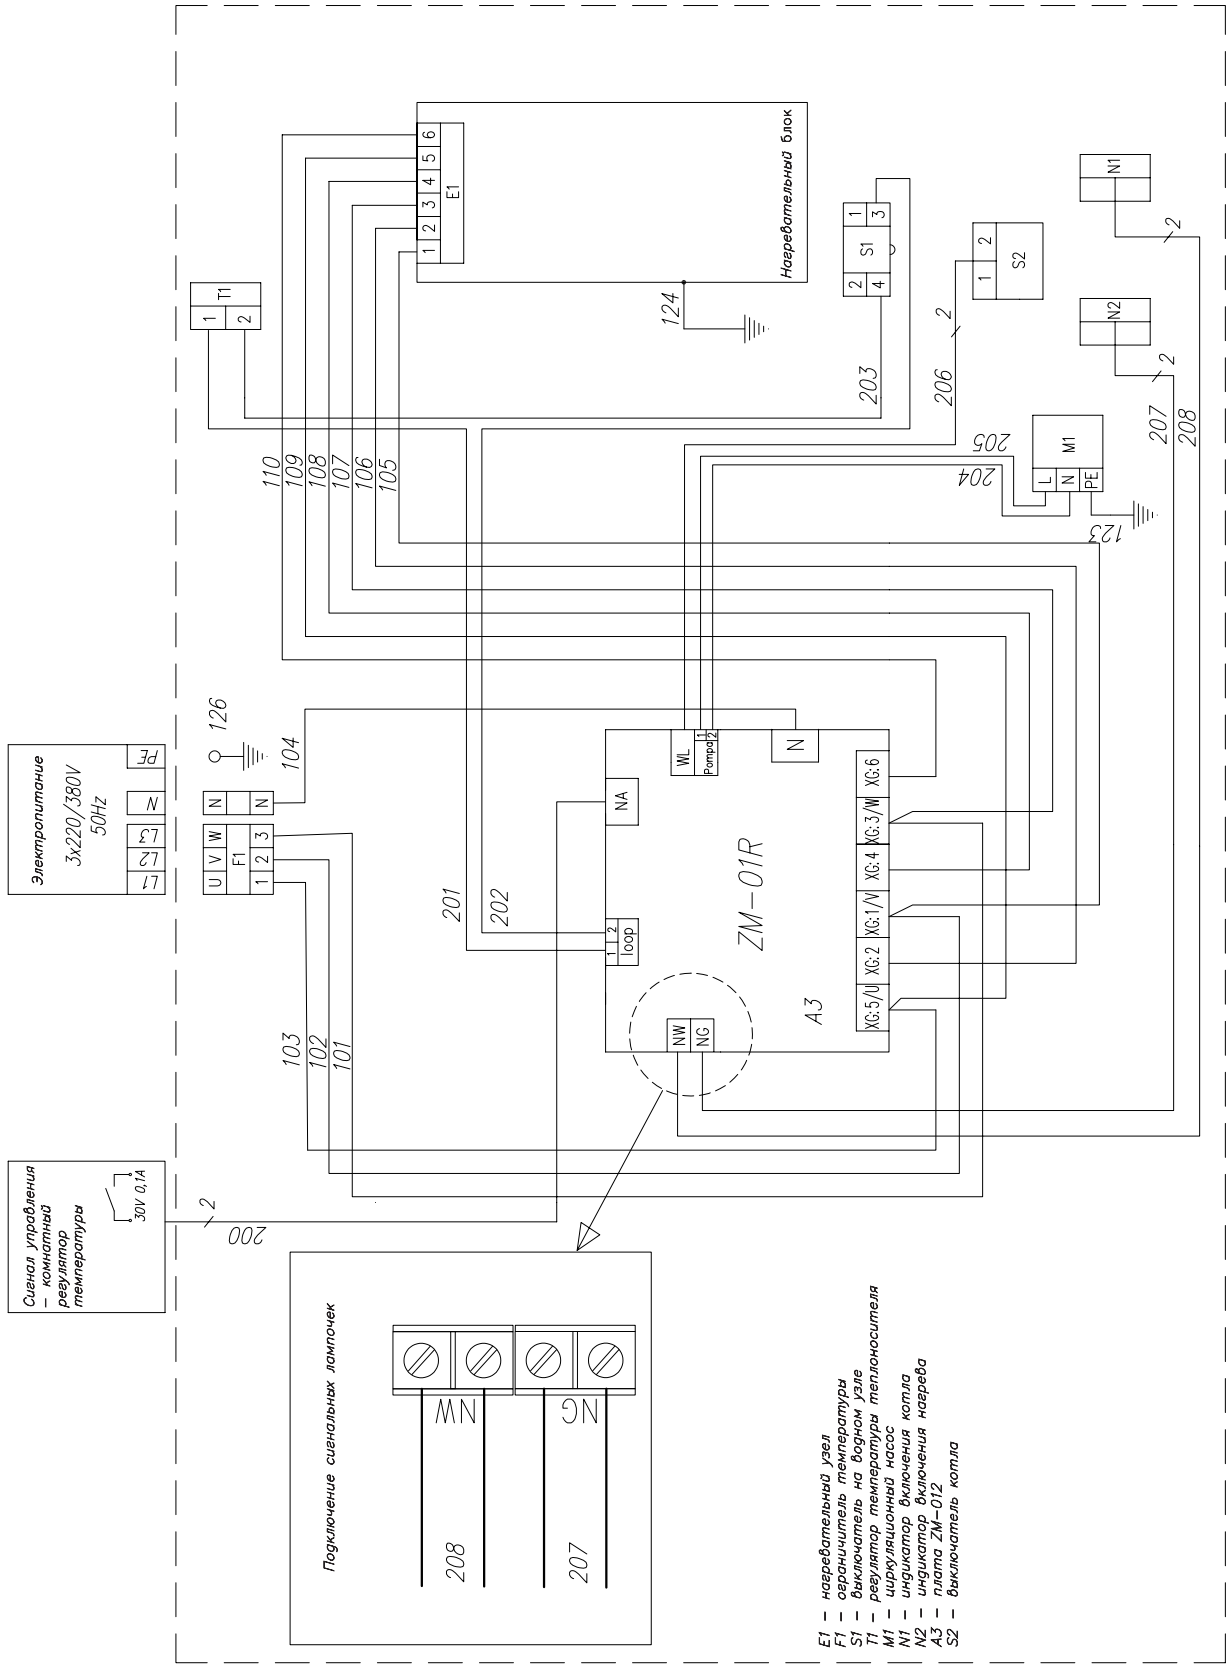 Сигнал управления
– комнатный
регулятор
температуры
30V 0,1A
200
2
Электропитание
3x220/380V
50Hz
L1
L2
L3
N
PE
U
V
W
N
F1
1
2
3
N
126
104
103
102
101
201
202
T1
1
2
110
109
108
107
106
105
1
2
3
4
5
6
E1
Нагревательный блок
124
2
1
S1
4
3
203
206
2
1
2
S2
N1
2
N2
2
207
208
205
204
M1
L
N
PE
123
1
2
loop
NA
WL
Pompa
1
2
N
ZM–01R
A3
NW
NG
XG:5/U
XG:2
XG:1/V
XG:4
XG:3/W
XG:6
Подключение сигнальных лампочек
208
NW
207
NG
E1 – нагревательный узел
F1 – ограничитель температуры
S1 – выключатель на водном узле
T1 – регулятор температуры теплоносителя
M1 – циркуляционный насос
N1 – индикатор включения котла
N2 – индикатор включения нагрева
A3 – плата ZM–012
S2 – выключатель котла